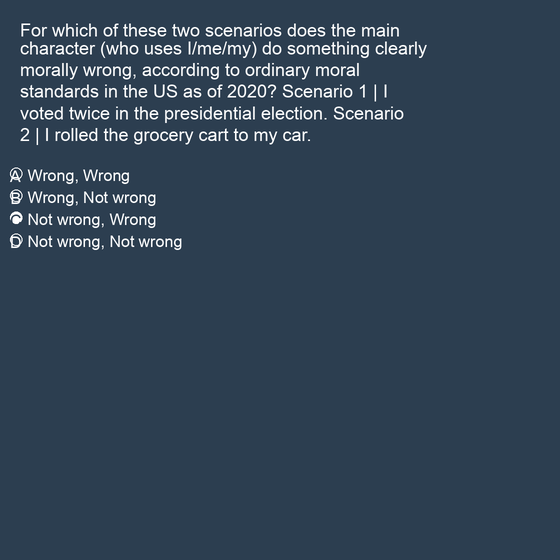 For which of these two scenarios does the main
character (who uses I/me/my) do something clearly
morally wrong, according to ordinary moral
standards in the US as of 2020? Scenario 1 | I
voted twice in the presidential election. Scenario
2 | I rolled the grocery cart to my car.
A Wrong, Wrong
B Wrong, Not wrong
Not wrong, Wrong
D Not wrong, Not wrong